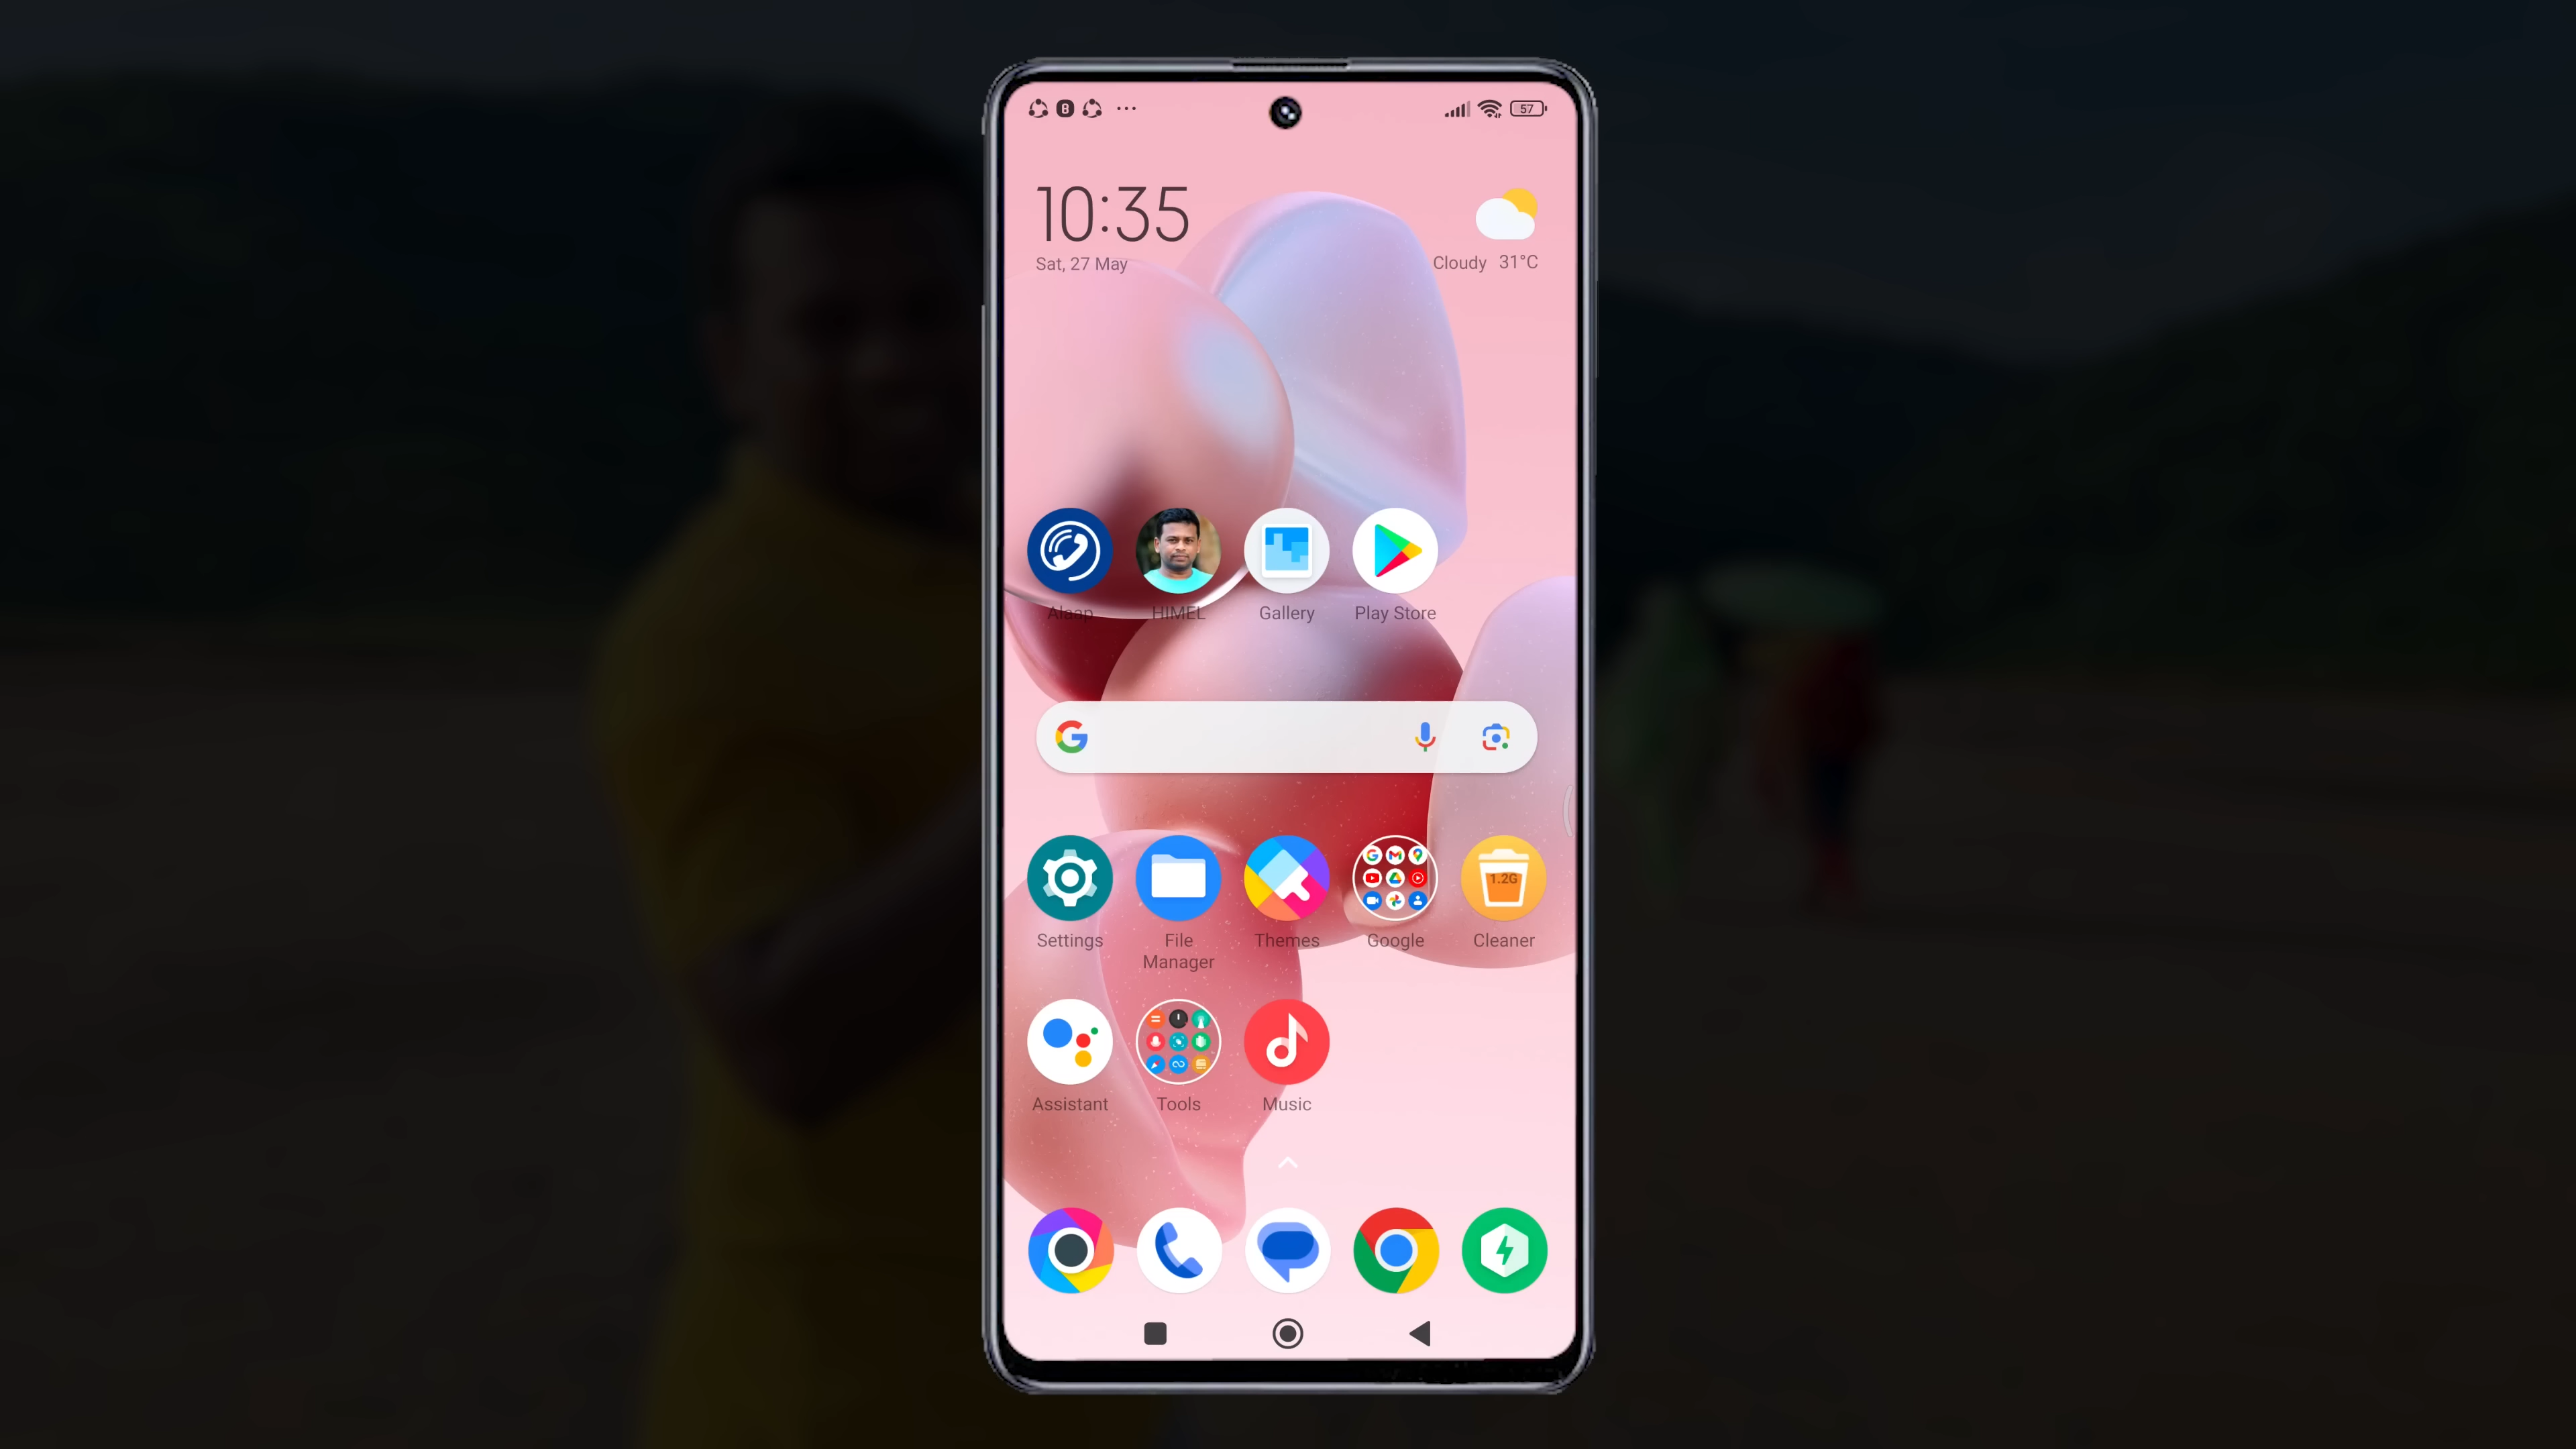 57
10:35
Sat, 27 May
Cloudy 31°C
Alaap
HIMEL
Gallery
Play Store
1.2G
Settings
File
Manager
Themes
Google
Cleaner
Assistant
Tools
Music